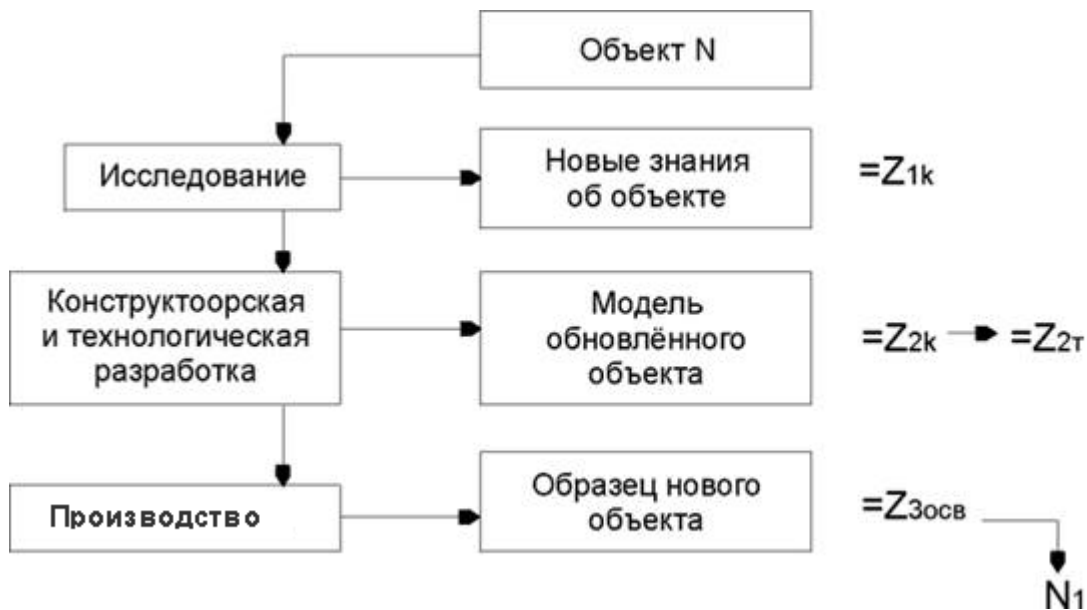 Объект N
Исследование
Новые знания
об объекте
=Z1k
Конструктоорская
и технологическая
разработка
Модель
обновлённого
объекта
=Z2k
=Z2т
Производство
Образец нового
объекта
=Z3осв
N1